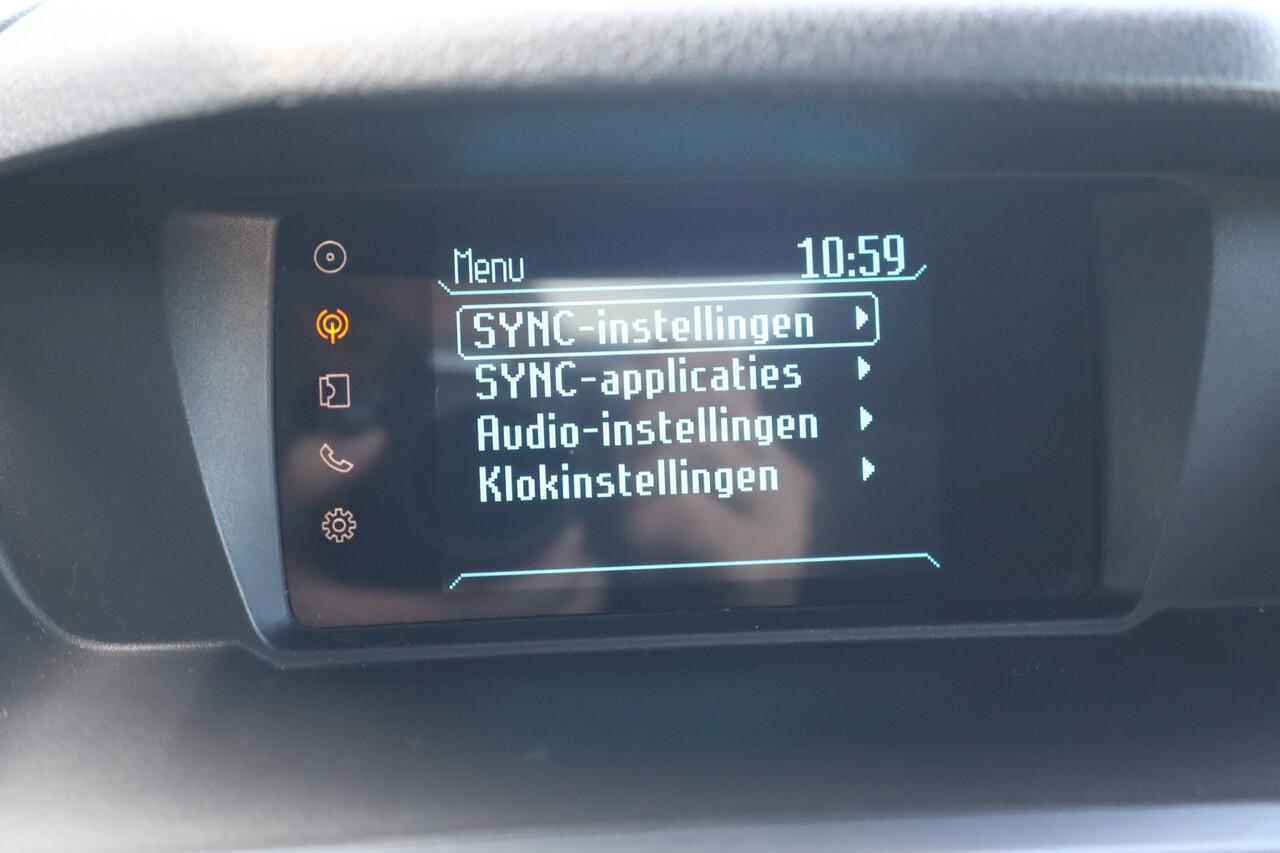 Menu 10:59
SYNC-instellingen
SYNC-applicaties
Audio-instellingen
Klokinstellingen